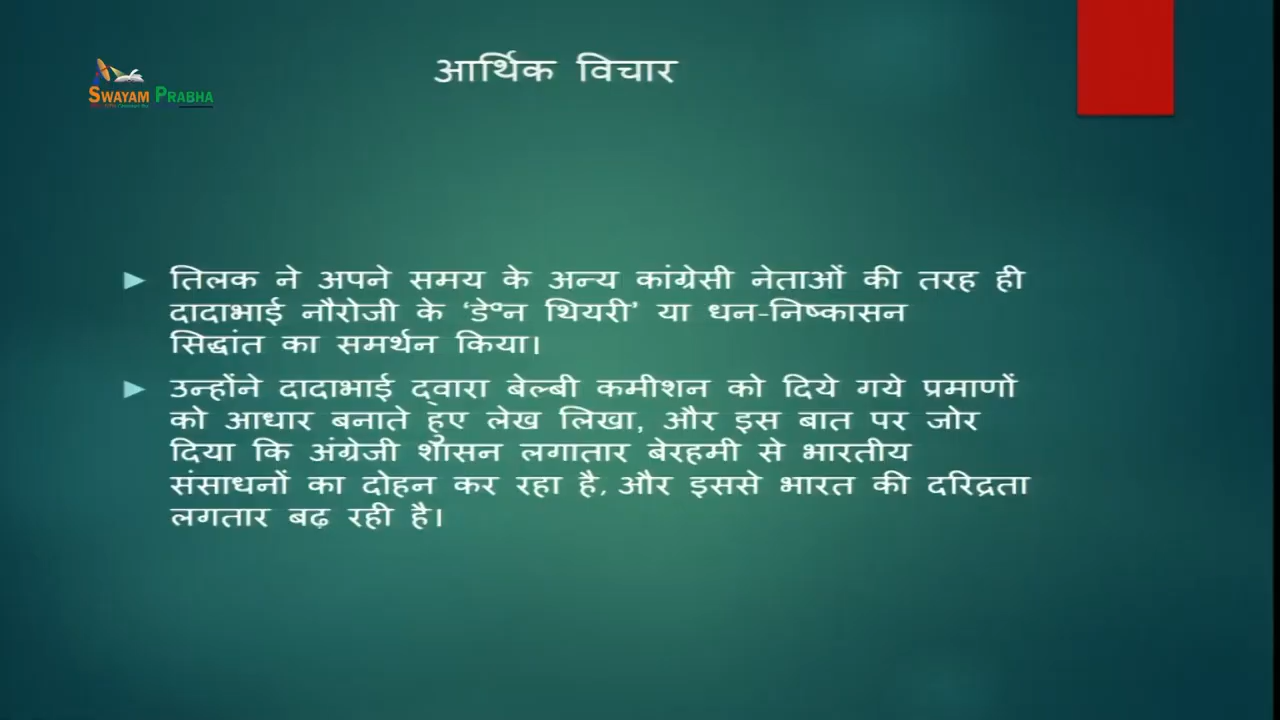 आर्थिक विचार
SWAYAM PRABHA
तिलक ने अपने समय के अन्य कांग्रेसी नेताओं की तरह ही
दादाभाई नौरोजी के ‘डेºन थियरी’ या धन-निष्कासन
सिद्धांत का समर्थन किया।
उन्होंने दादाभाई द्वारा बेल्बी कमीशन को दिये गये प्रमाणों
को आधार बनाते हुए लेख लिखा, और इस बात पर जोर
दिया कि अंग्रेजी शासन लगातार बेरहमी से भारतीय
संसाधनों का दोहन कर रहा है, और इससे भारत की दरिद्रता
लगतार बढ़ रही है।